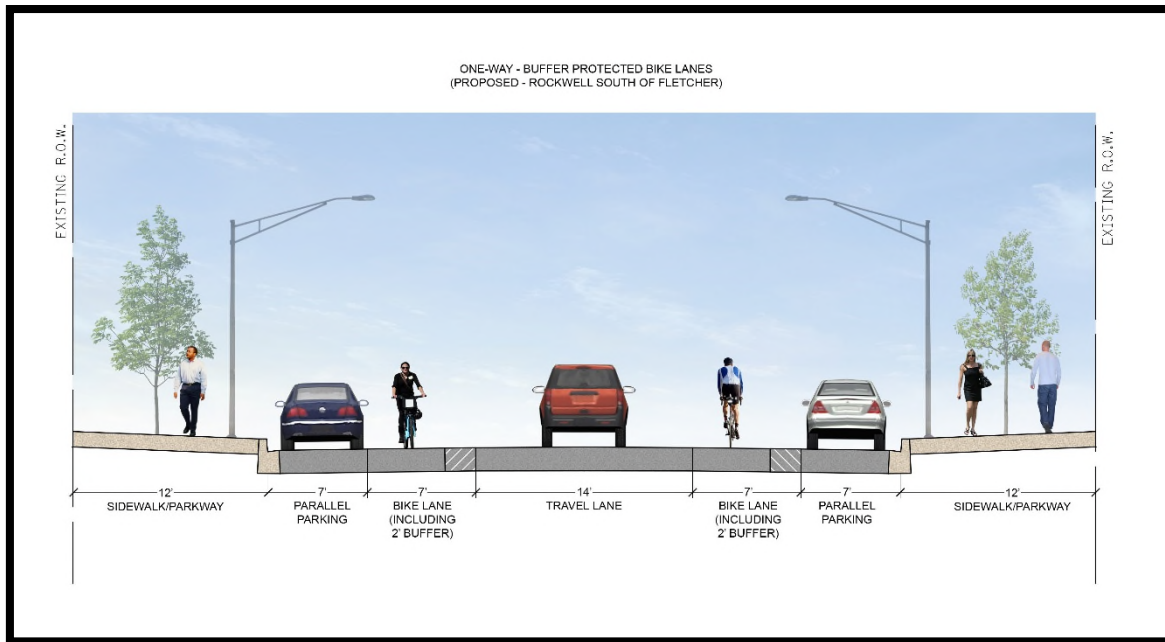 ONE-WAY - BUFFER PROTECTED BIKE LANES
(PROPOSED - ROCKWELL SOUTH OF FLETCHER)
EXISTING R.O.W.
EXISTING R.O.W.
12'
7'
7'
14'
7'
7'
12'
SIDEWALK/PARKWAY
PARALLEL
PARKING
BIKE LANE
(INCLUDING
2' BUFFER)
TRAVEL LANE
BIKE LANE
(INCLUDING
2' BUFFER)
PARALLEL
PARKING
SIDEWALK/PARKWAY